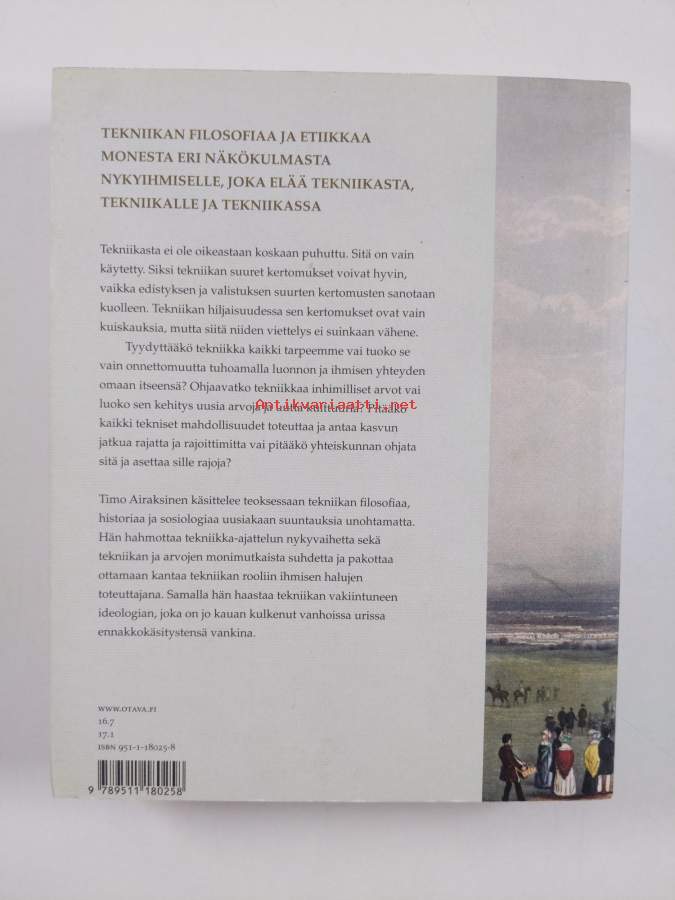 TEKNIIKAN FILOSOFIAA JA ETIIKKAA
MONESTA ERI NÄKÖKULMASTA
NYKYIHMISELLE, JOKA ELÄÄ TEKNIIKASTA,
TEKNIIKALLE JA TEKNIIKASSA
Tekniikasta ei ole oikeastaan koskaan puhuttu. Sitä on vain
käytetty. Siksi tekniikan suuret kertomukset voivat hyvin,
vaikka edistyksen ja valistuksen suurten kertomusten sanotaan
kuolleen. Tekniikan hiljaisuudessa sen kertomukset ovat vain
kuiskauksia, mutta siitä niiden viettelys ei suinkaan vähene.
Tyydyttääkö tekniikka kaikki tarpeemme vai tuoko se
vain onnettomuutta tuhoamalla luonnon ja ihmisen yhteyden
omaan itseensä? Ohjaavatko tekniikkaa inhimilliset arvot vai
luoko sen kehitys uusia arvoja ja uutta kulttuuria? Pitääkö
Antikvariaatti.net
kaikki tekniset mahdollisuudet toteuttaa ja antaa kasvun
jatkua rajatta ja rajoittimitta vai pitääkö yhteiskunnan ohjata
sitä ja asettaa sille rajoja?
Timo Airaksinen käsittelee teoksessaan tekniikan filosofiaa,
historiaa ja sosiologiaa uusiakaan suuntauksia unohtamatta.
Hän hahmottaa tekniikka-ajattelun nykyvaihetta sekä
tekniikan ja arvojen monimutkaista suhdetta ja pakottaa
ottamaan kantaa tekniikan rooliin ihmisen halujen
toteuttajana. Samalla hän haastaa tekniikan vakiintuneen
ideologian, joka on jo kauan kulkenut vanhoissa urissa
ennakkokäsitystensä vankina.
WWW.OTAVA.FI
16.7
17.1
ISBN 951-1-18025-8
9 789511 180258